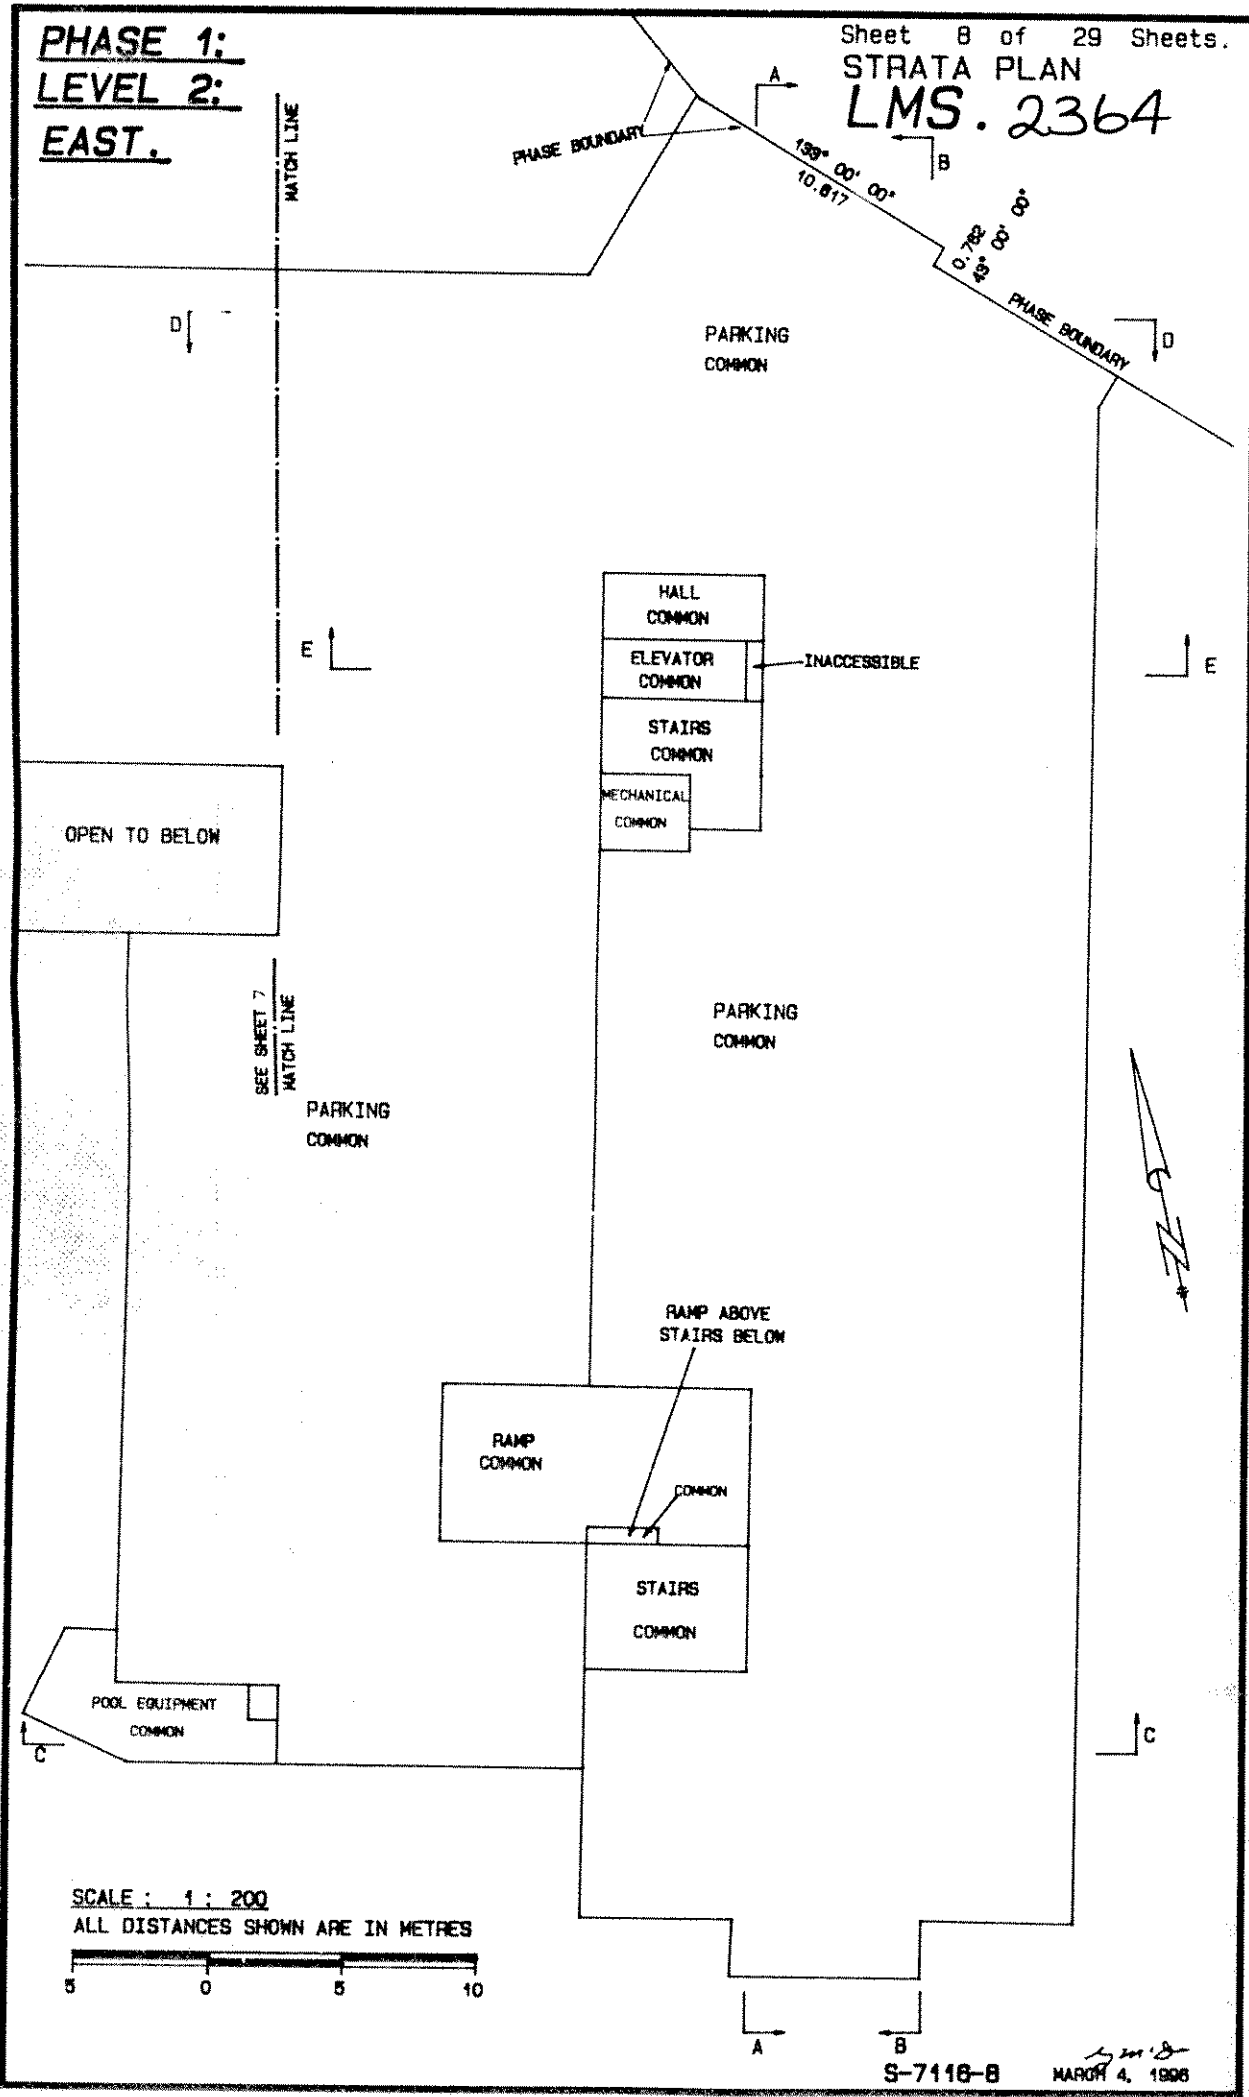 PHASE 1:
LEVEL 2:
EAST.
Sheet 8 of 29 Sheets.
STRATA PLAN
LMS. 2364
MATCH LINE
PHASE BOUNDARY
A
B
139° 00' 00"
10.617
0.762
49° 00' 00"
PHASE BOUNDARY
D
D
PARKING
COMMON
HALL
COMMON
E
ELEVATOR
COMMON
INACCESSIBLE
E
STAIRS
COMMON
MECHANICAL
COMMON
OPEN TO BELOW
SEE SHEET 7
MATCH LINE
PARKING
COMMON
PARKING
COMMON
N
RAMP ABOVE
STAIRS BELOW
RAMP
COMMON
COMMON
STAIRS
COMMON
POOL EQUIPMENT
COMMON
C
C
SCALE : 1 : 200
ALL DISTANCES SHOWN ARE IN METRES
5 0 5 10
A
B
S-7116-8
MARCH 4, 1996